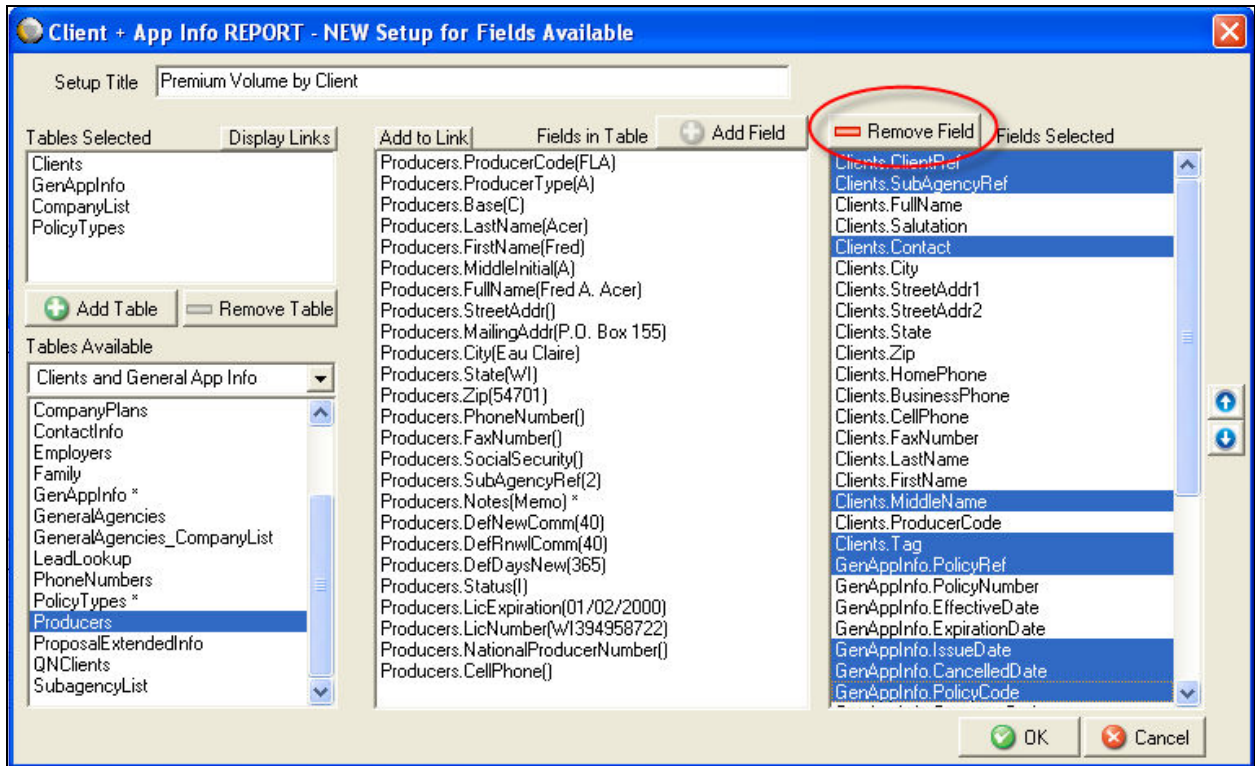 Client + App Info REPORT - NEW Setup for Fields Available
Setup Title Premium Volume by Client
Tables Selected Display Links
Clients
GenAppInfo
CompanyList
PolicyTypes
Add Table Remove Table
Tables Available
Clients and General App Info
CompanyPlans
ContactInfo
Employers
Family
GenAppInfo *
GeneralAgencies
GeneralAgencies_CompanyList
LeadLookup
PhoneNumbers
PolicyTypes *
Producers
ProposalExtendedInfo
QNClients
SubagencyList
Add to Link Fields in Table Add Field
Producers.ProducerCode(FLA)
Producers.ProducerType(A)
Producers.Base(C)
Producers.LastName(Acer)
Producers.FirstName(Fred)
Producers.MiddleInitial(A)
Producers.FullName(Fred A. Acer)
Producers.StreetAddr()
Producers.MailingAddr(P.O. Box 155)
Producers.City(Eau Claire)
Producers.State(WI)
Producers.Zip(54701)
Producers.PhoneNumber()
Producers.FaxNumber()
Producers.SocialSecurity()
Producers.SubAgencyRef(2)
Producers.Notes(Memo) *
Producers.DefNewComm(40)
Producers.DefRnwlComm(40)
Producers.DefDaysNew(365)
Producers.Status(I)
Producers.LicExpiration(01/02/2000)
Producers.LicNumber(WI394958722)
Producers.NationalProducerNumber()
Producers.CellPhone()
Remove Field Fields Selected
Clients.ClientRef
Clients.SubAgencyRef
Clients.FullName
Clients.Salutation
Clients.Contact
Clients.City
Clients.StreetAddr1
Clients.StreetAddr2
Clients.State
Clients.Zip
Clients.HomePhone
Clients.BusinessPhone
Clients.CellPhone
Clients.FaxNumber
Clients.LastName
Clients.FirstName
Clients.MiddleName
Clients.ProducerCode
Clients.Tag
GenAppInfo.PolicyRef
GenAppInfo.PolicyNumber
GenAppInfo.EffectiveDate
GenAppInfo.ExpirationDate
GenAppInfo.IssueDate
GenAppInfo.CancelledDate
GenAppInfo.PolicyCode
OK Cancel